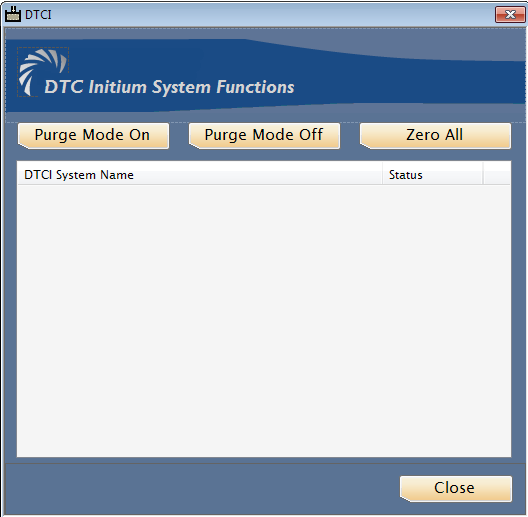 DTCI
DTC Initium System Functions
Purge Mode On Purge Mode Off Zero All
DTCI System Name Status
Close